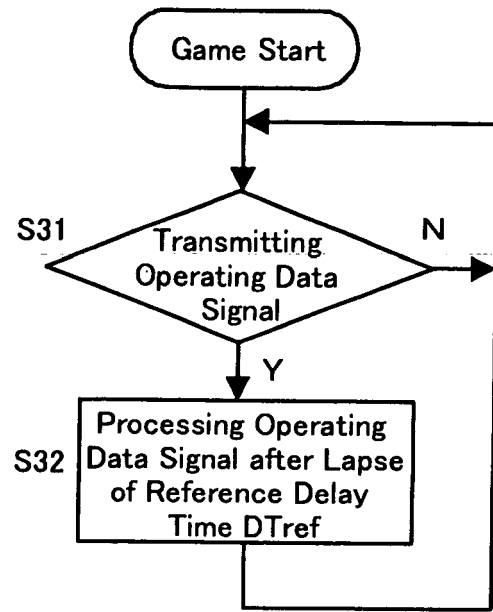 Game Start
S31
Transmitting
Operating Data
Signal
N
Y
S32
Processing Operating
Data Signal after Lapse
of Reference Delay
Time DTref